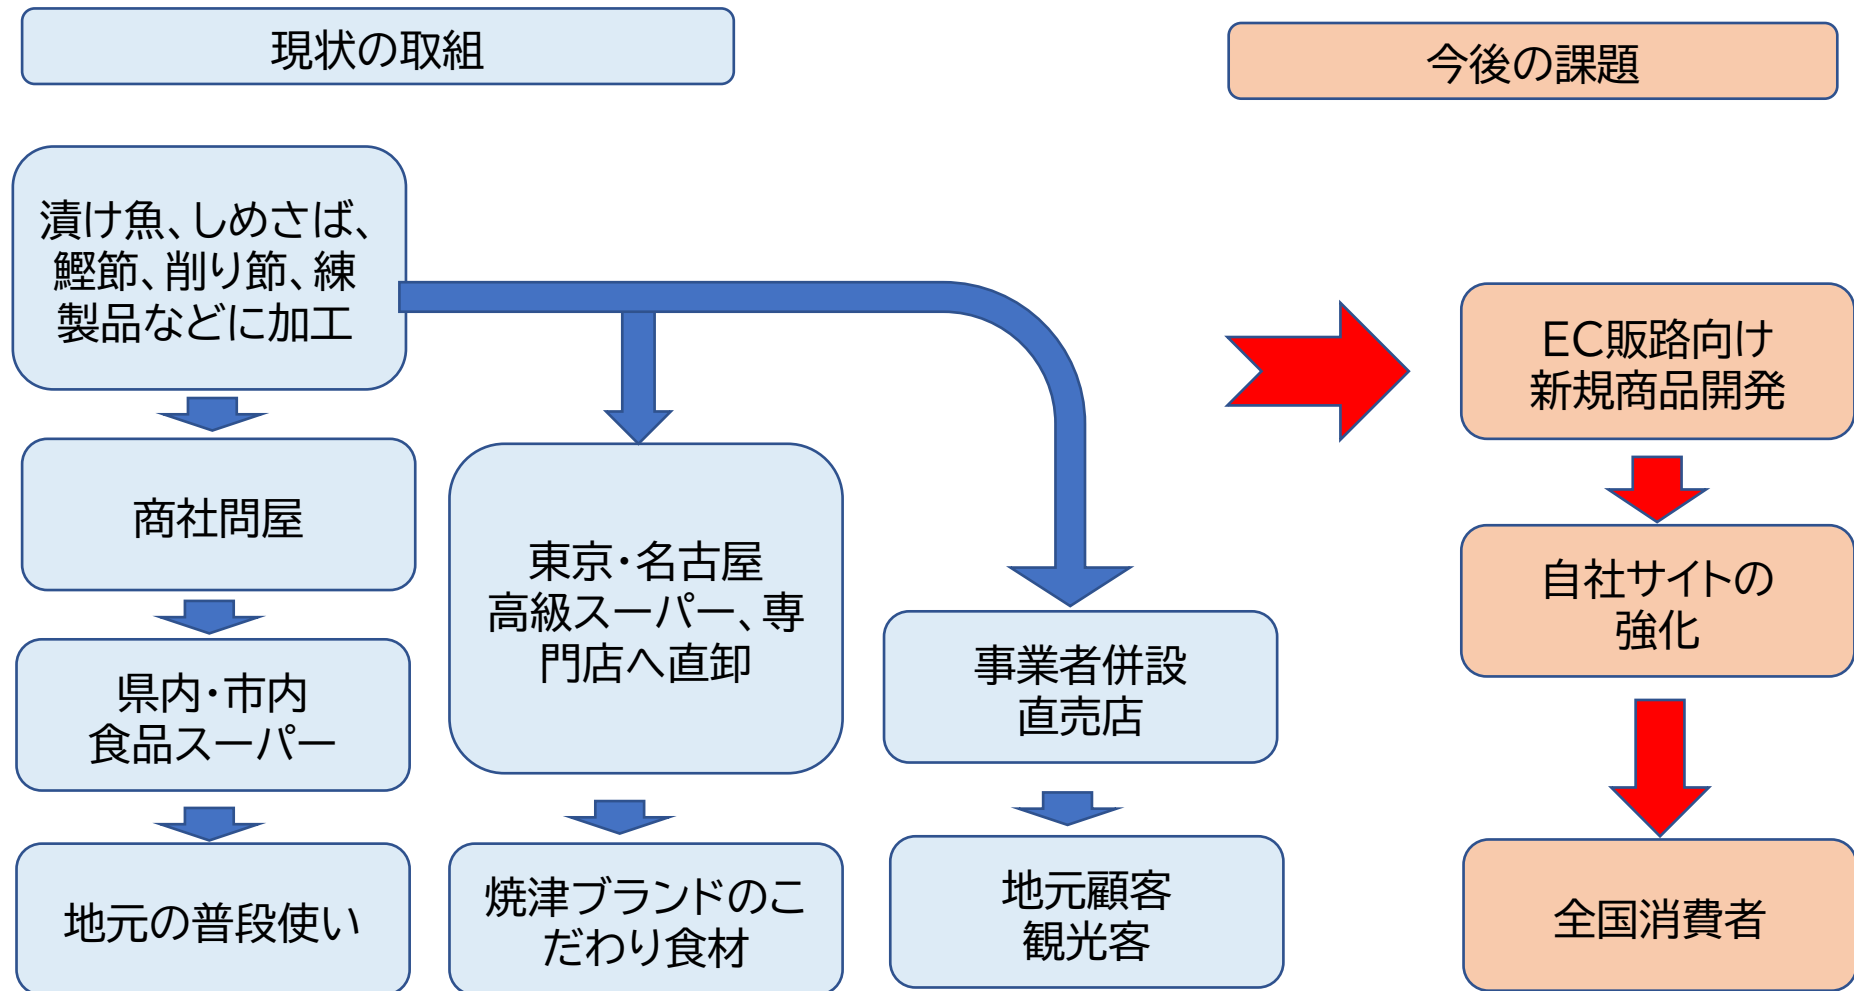 現状の取組
今後の課題
漬け魚、しめさば、
鰹節、削り節、練
製品などに加工
商社問屋
県内・市内
食品スーパー
地元の普段使い
東京・名古屋
高級スーパー、専
門店へ直卸
焼津ブランドのこ
だわり食材
事業者併設
直売店
地元顧客
観光客
EC販路向け
新規商品開発
自社サイトの
強化
全国消費者